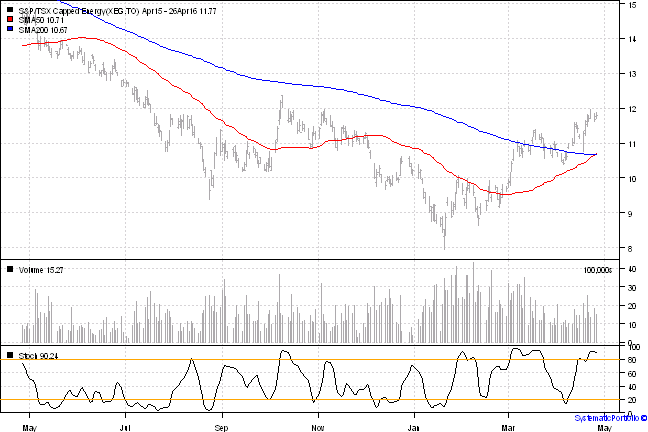 S&P/TSX Capped Energy(XEG.TO) Apr15 - 26Apr16 11.77
SMA50 10.71
SMA200 10.67
15
14
13
12
11
10
9
8
Volume 15.27
100,000s
40
30
20
10
0
Stoch 90.24
100
80
60
40
20
0
May Jul Sep Nov Jan Mar May
SystematicPortfolio ©